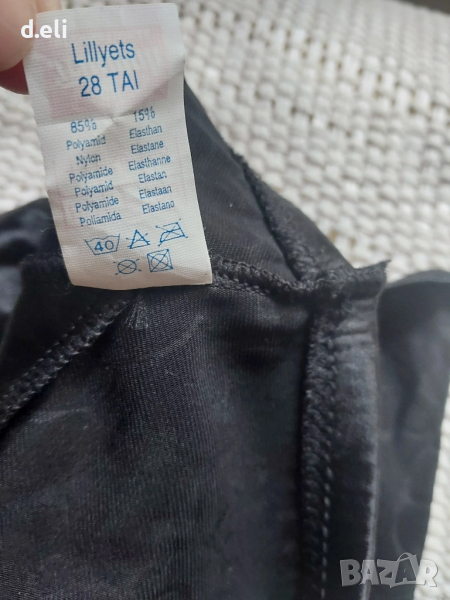 d.eli
Lillyets
28 TAI
85% 15%
Polyamid Elasthan
Nylon Elastane
Polyamide Elasthanne
Polyamid Elastane
Polyamide Elastaan
Poliamida Elastano
40
BAZAR